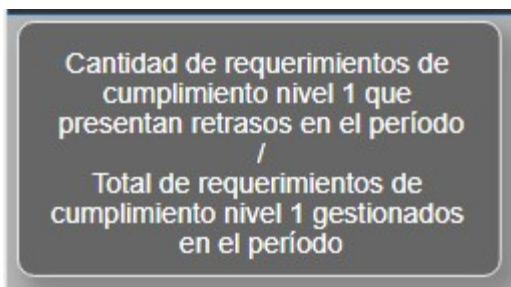 Cantidad de requerimientos de
cumplimiento nivel 1 que
presentan retrasos en el período
/
Total de requerimientos de
cumplimiento nivel 1 gestionados
en el período